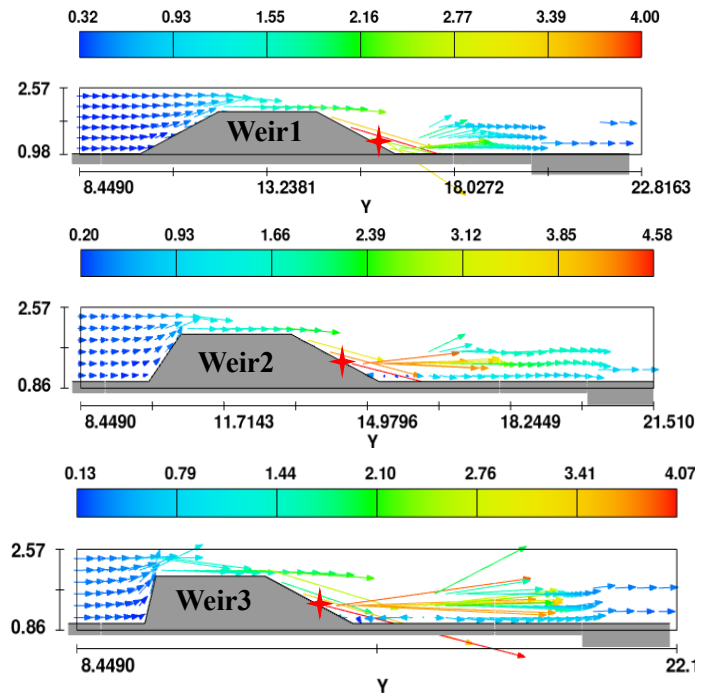 0.32 0.93 1.55 2.16 2.77 3.39 4.00
2.57
Weir1
0.98
8.4490 13.2381 18.0272 22.8163
Y
0.20 0.93 1.66 2.39 3.12 3.85 4.58
2.57
Weir2
0.86
8.4490 11.7143 14.9796 18.2449 21.510
Y
0.13 0.79 1.44 2.10 2.76 3.41 4.07
2.57
Weir3
0.86
8.4490 22.1
Y